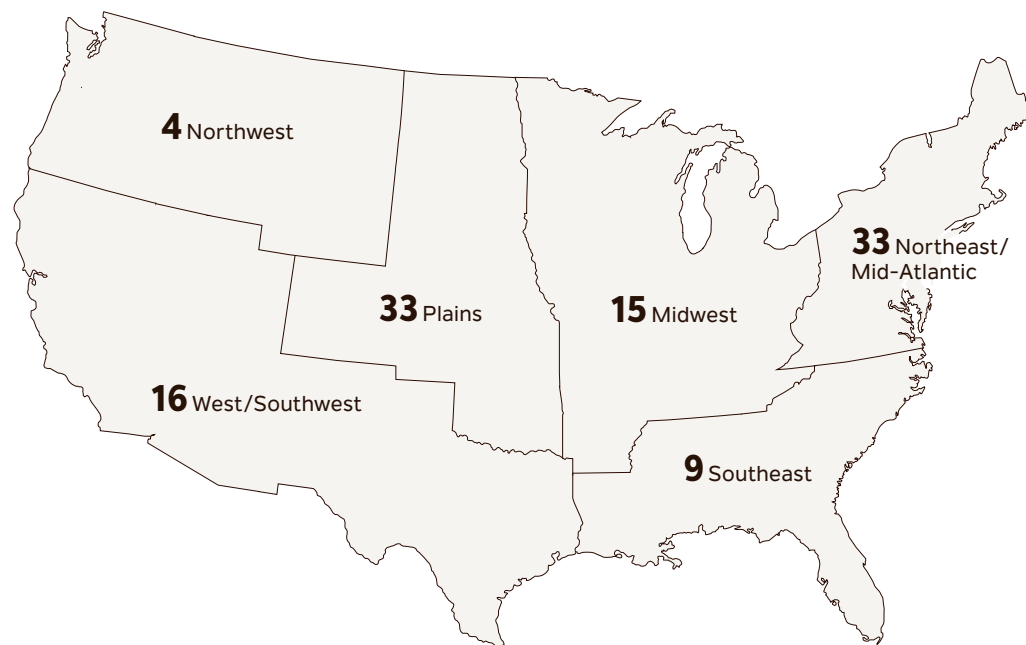 4 Northwest
33 Northeast/
Mid-Atlantic
33 Plains
15 Midwest
16 West/Southwest
9 Southeast